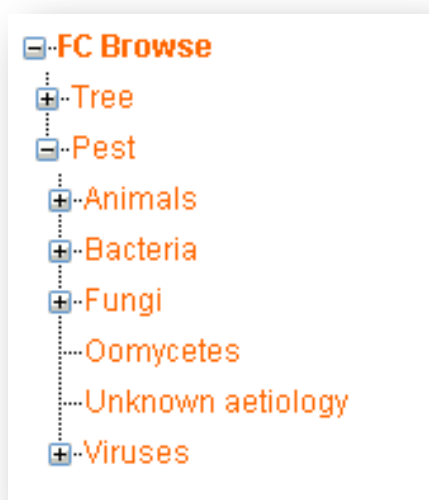 FC Browse
Tree
Pest
Animals
Bacteria
Fungi
Oomycetes
Unknown aetiology
Viruses